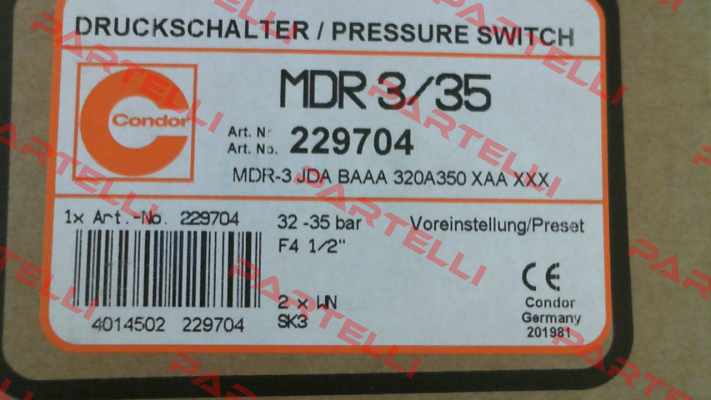 DRUCKSCHALTER / PRESSURE SWITCH
Condor
MDR 3/35
Art. Nr
Art. No. 229704
MDR-3 JDA BAAA 320A350 XAA XXX
1x Art.-No. 229704
32 -35 bar Voreinstellung/Preset
F4 1/2"
2 x WN
SK3
4014502 229704
CE
Condor
Germany
201981
PARTELLI
PARTELLI
PARTELLI
PARTELLI
PARTELLI
PARTELLI
PARTELLI